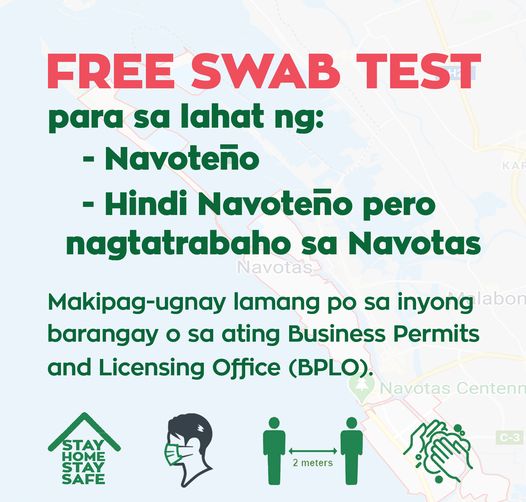 FREE SWAB TEST
para sa lahat ng:
- Navoteño
- Hindi Navoteño pero
nagtatrabaho sa Navotas
Navotas
Malabon
Makipag-ugnay lamang po sa inyong
barangay o sa ating Business Permits
and Licensing Office (BPLO).
Navotas Centenn
C-3
STAY
HOME
STAY
SAFE
2 meters